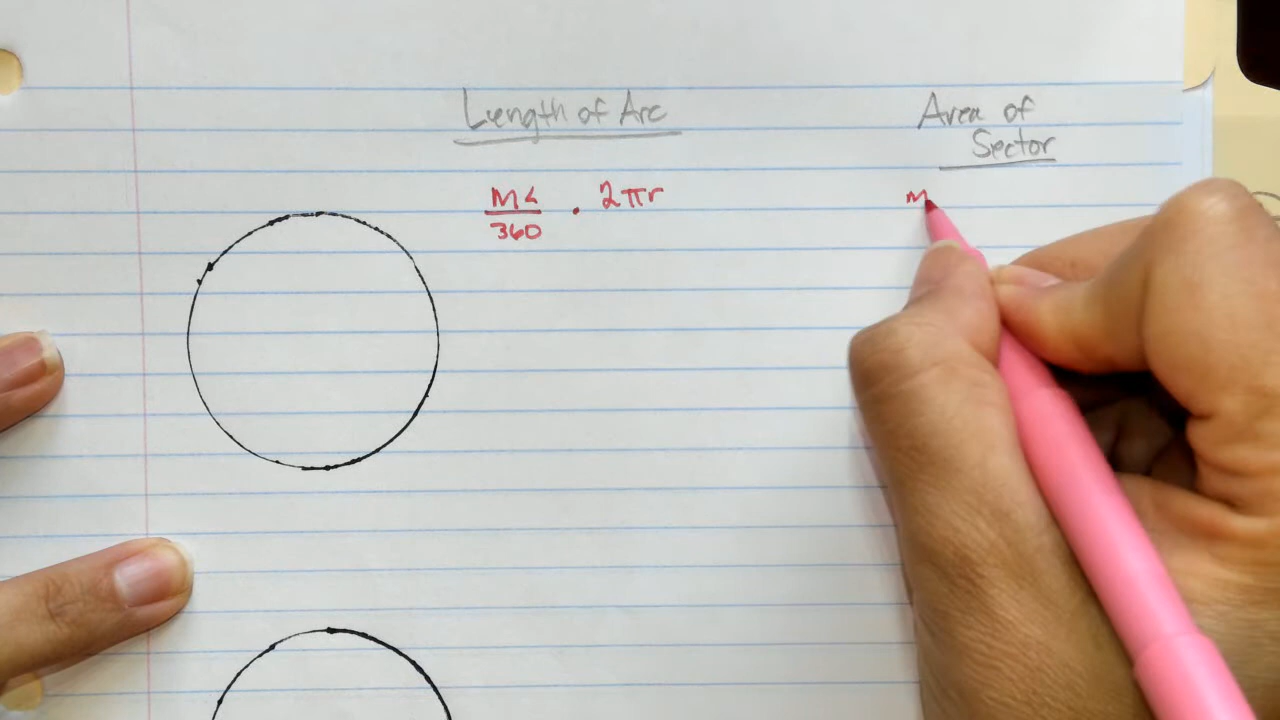 Length of Arc
Area of
Sector
m∠
360
· 2πr
m